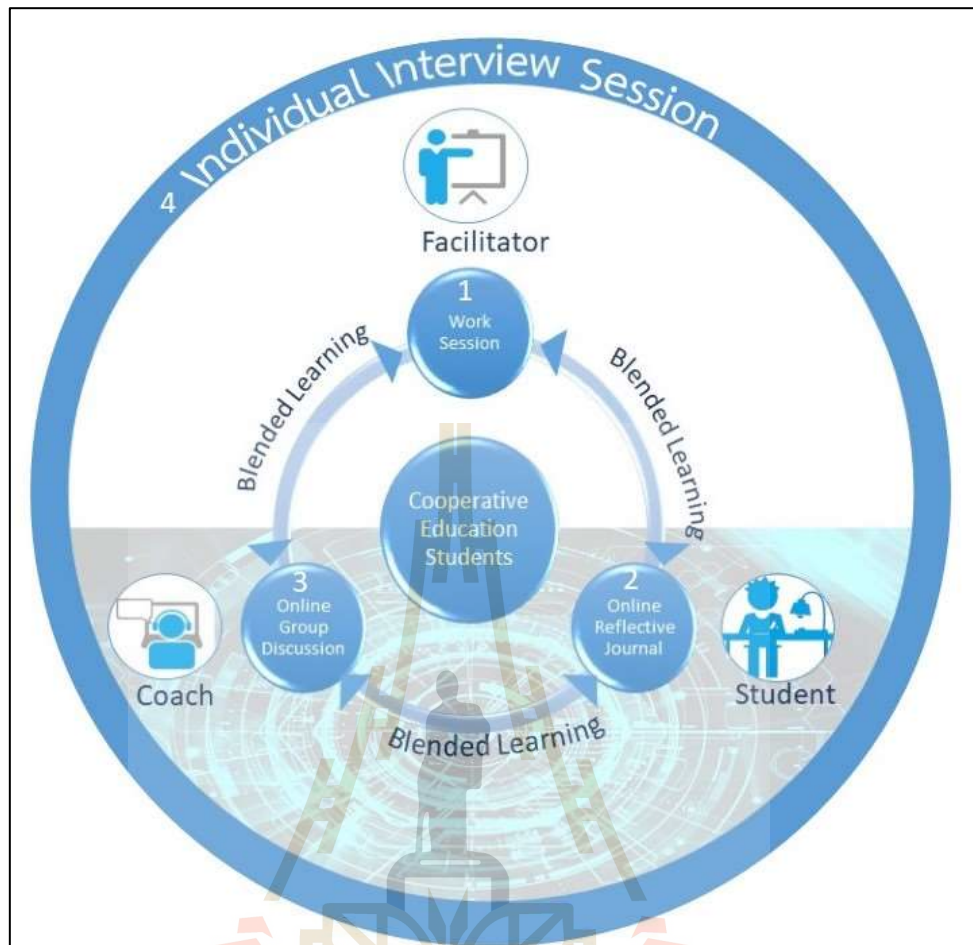 4 Individual Interview Session
Facilitator
1
Work
Session
Blended Learning
Blended Learning
Cooperative
Education
Students
3
Online
Group
Discussion
2
Online
Reflective
Journal
Coach
Student
Blended Learning